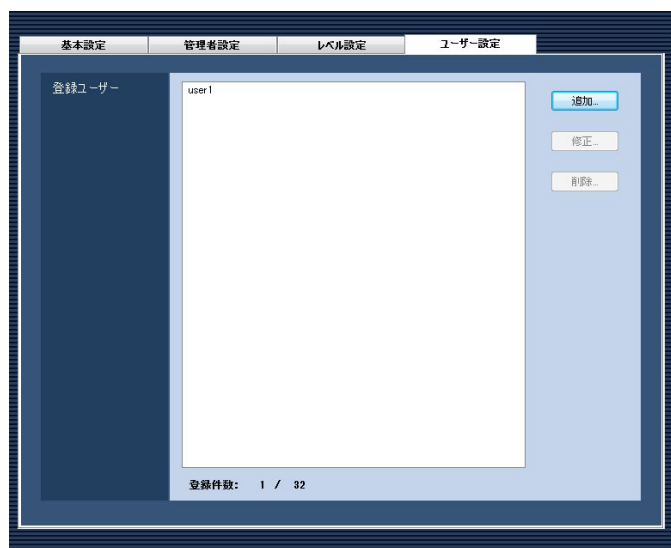 基本設定 管理者設定 レベル設定 ユーザー設定
登録ユーザー
user1
追加...
修正...
削除...
登録件数: 1 / 32